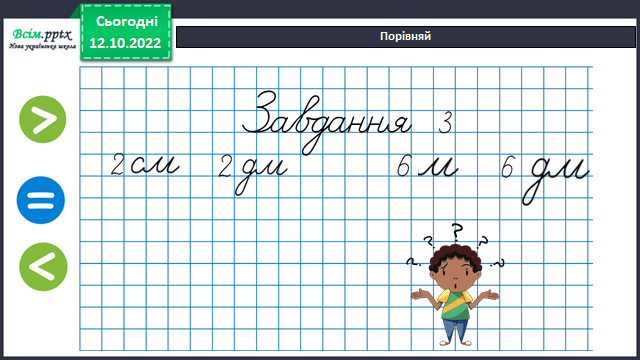 Всім.pptx
Нова українська школа
Сьогодні
12.10.2022
Порівняй
>
=
<
Завдання 3
2 см 2 дм 6 м 6 дм
? ? ? ? ?